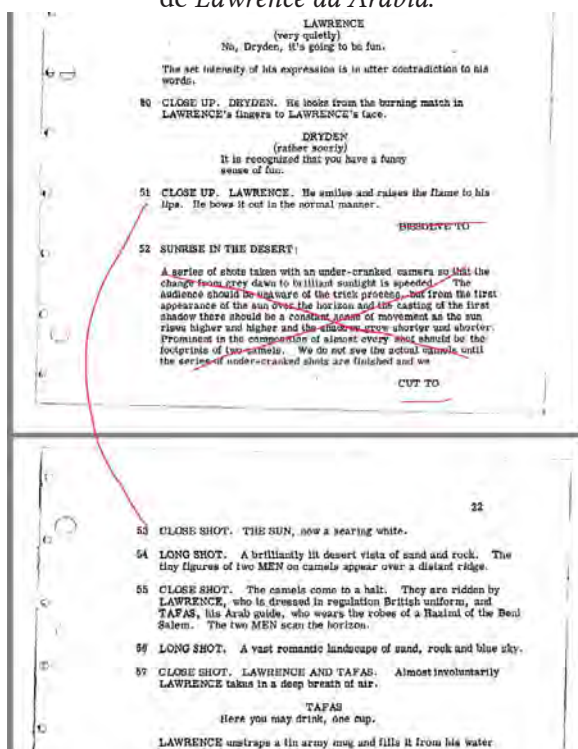 de Lawrence da Arábia.
LAWRENCE
(very quietly)
No, Dryden, it's going to be fun.
The set intensity of his expression is in utter contradiction to his
words.
50 CLOSE UP. DRYDEN. He looks from the burning match in
LAWRENCE's fingers to LAWRENCE's face.
DRYDEN
(rather sourly)
It is recognized that you have a funny
sense of fun.
51 CLOSE UP. LAWRENCE. He smiles and raises the flame to his
lips. He bows it out in the normal manner.
DISSOLVE TO
52 SUNRISE IN THE DESERT:
A series of shots taken with an under-cranked camera so that the
change from grey dawn to brilliant sunlight is speeded. The
audience should be unaware of the trick process, but from the first
appearance of the sun over the horizon and the casting of the first
shadow there should be a constant sense of movement as the sun
rises higher and higher and the shadows grow shorter and shorter.
Prominent in the composition of almost every shot should be the
footprints of two camels. We do not see the actual camels until
the series of under-cranked shots are finished and we
CUT TO
22
53 CLOSE SHOT. THE SUN, now a searing white.
54 LONG SHOT. A brilliantly lit desert vista of sand and rock. The
tiny figures of two MEN on camels appear over a distant ridge.
55 CLOSE SHOT. The camels come to a halt. They are ridden by
LAWRENCE, who is dressed in regulation British uniform, and
TAFAS, his Arab guide, who wears the robes of a Hazimi of the Beni
Salem. The two MEN scan the horizon.
56 LONG SHOT. A vast romantic landscape of sand, rock and blue sky.
57 CLOSE SHOT. LAWRENCE AND TAFAS. Almost involuntarily
LAWRENCE takes in a deep breath of air.
TAFAS
Here you may drink, one cup.
LAWRENCE unstraps a tin army mug and fills it from his water